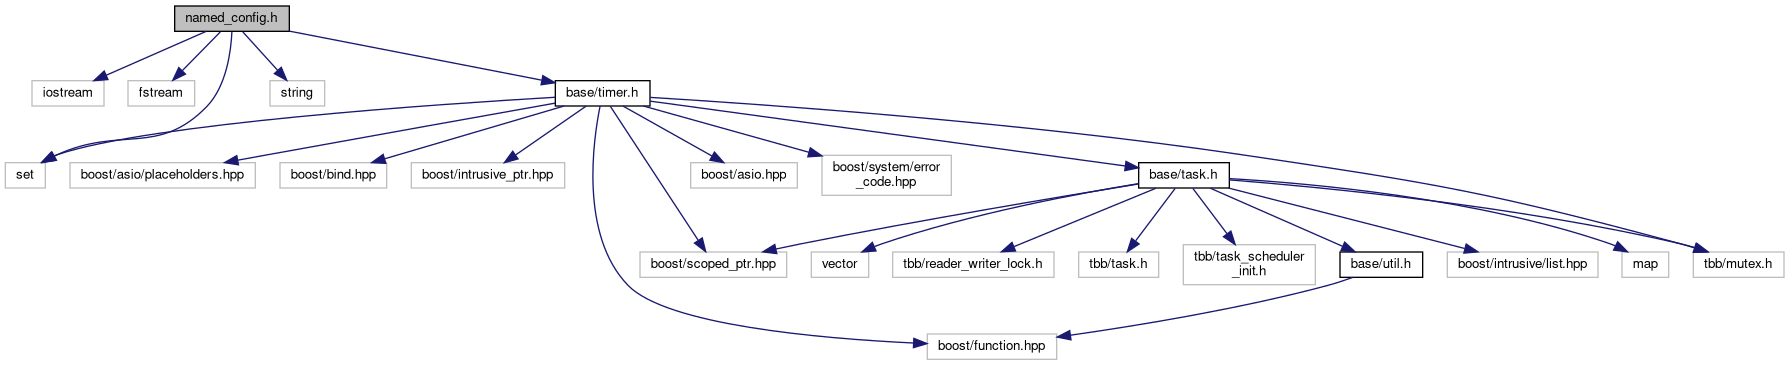 named_config.h
iostream
fstream
string
base/timer.h
set
boost/asio/placeholders.hpp
boost/bind.hpp
boost/intrusive_ptr.hpp
boost/asio.hpp
boost/system/error
_code.hpp
base/task.h
boost/scoped_ptr.hpp
vector
tbb/reader_writer_lock.h
tbb/task.h
tbb/task_scheduler
_init.h
base/util.h
boost/intrusive/list.hpp
map
tbb/mutex.h
boost/function.hpp